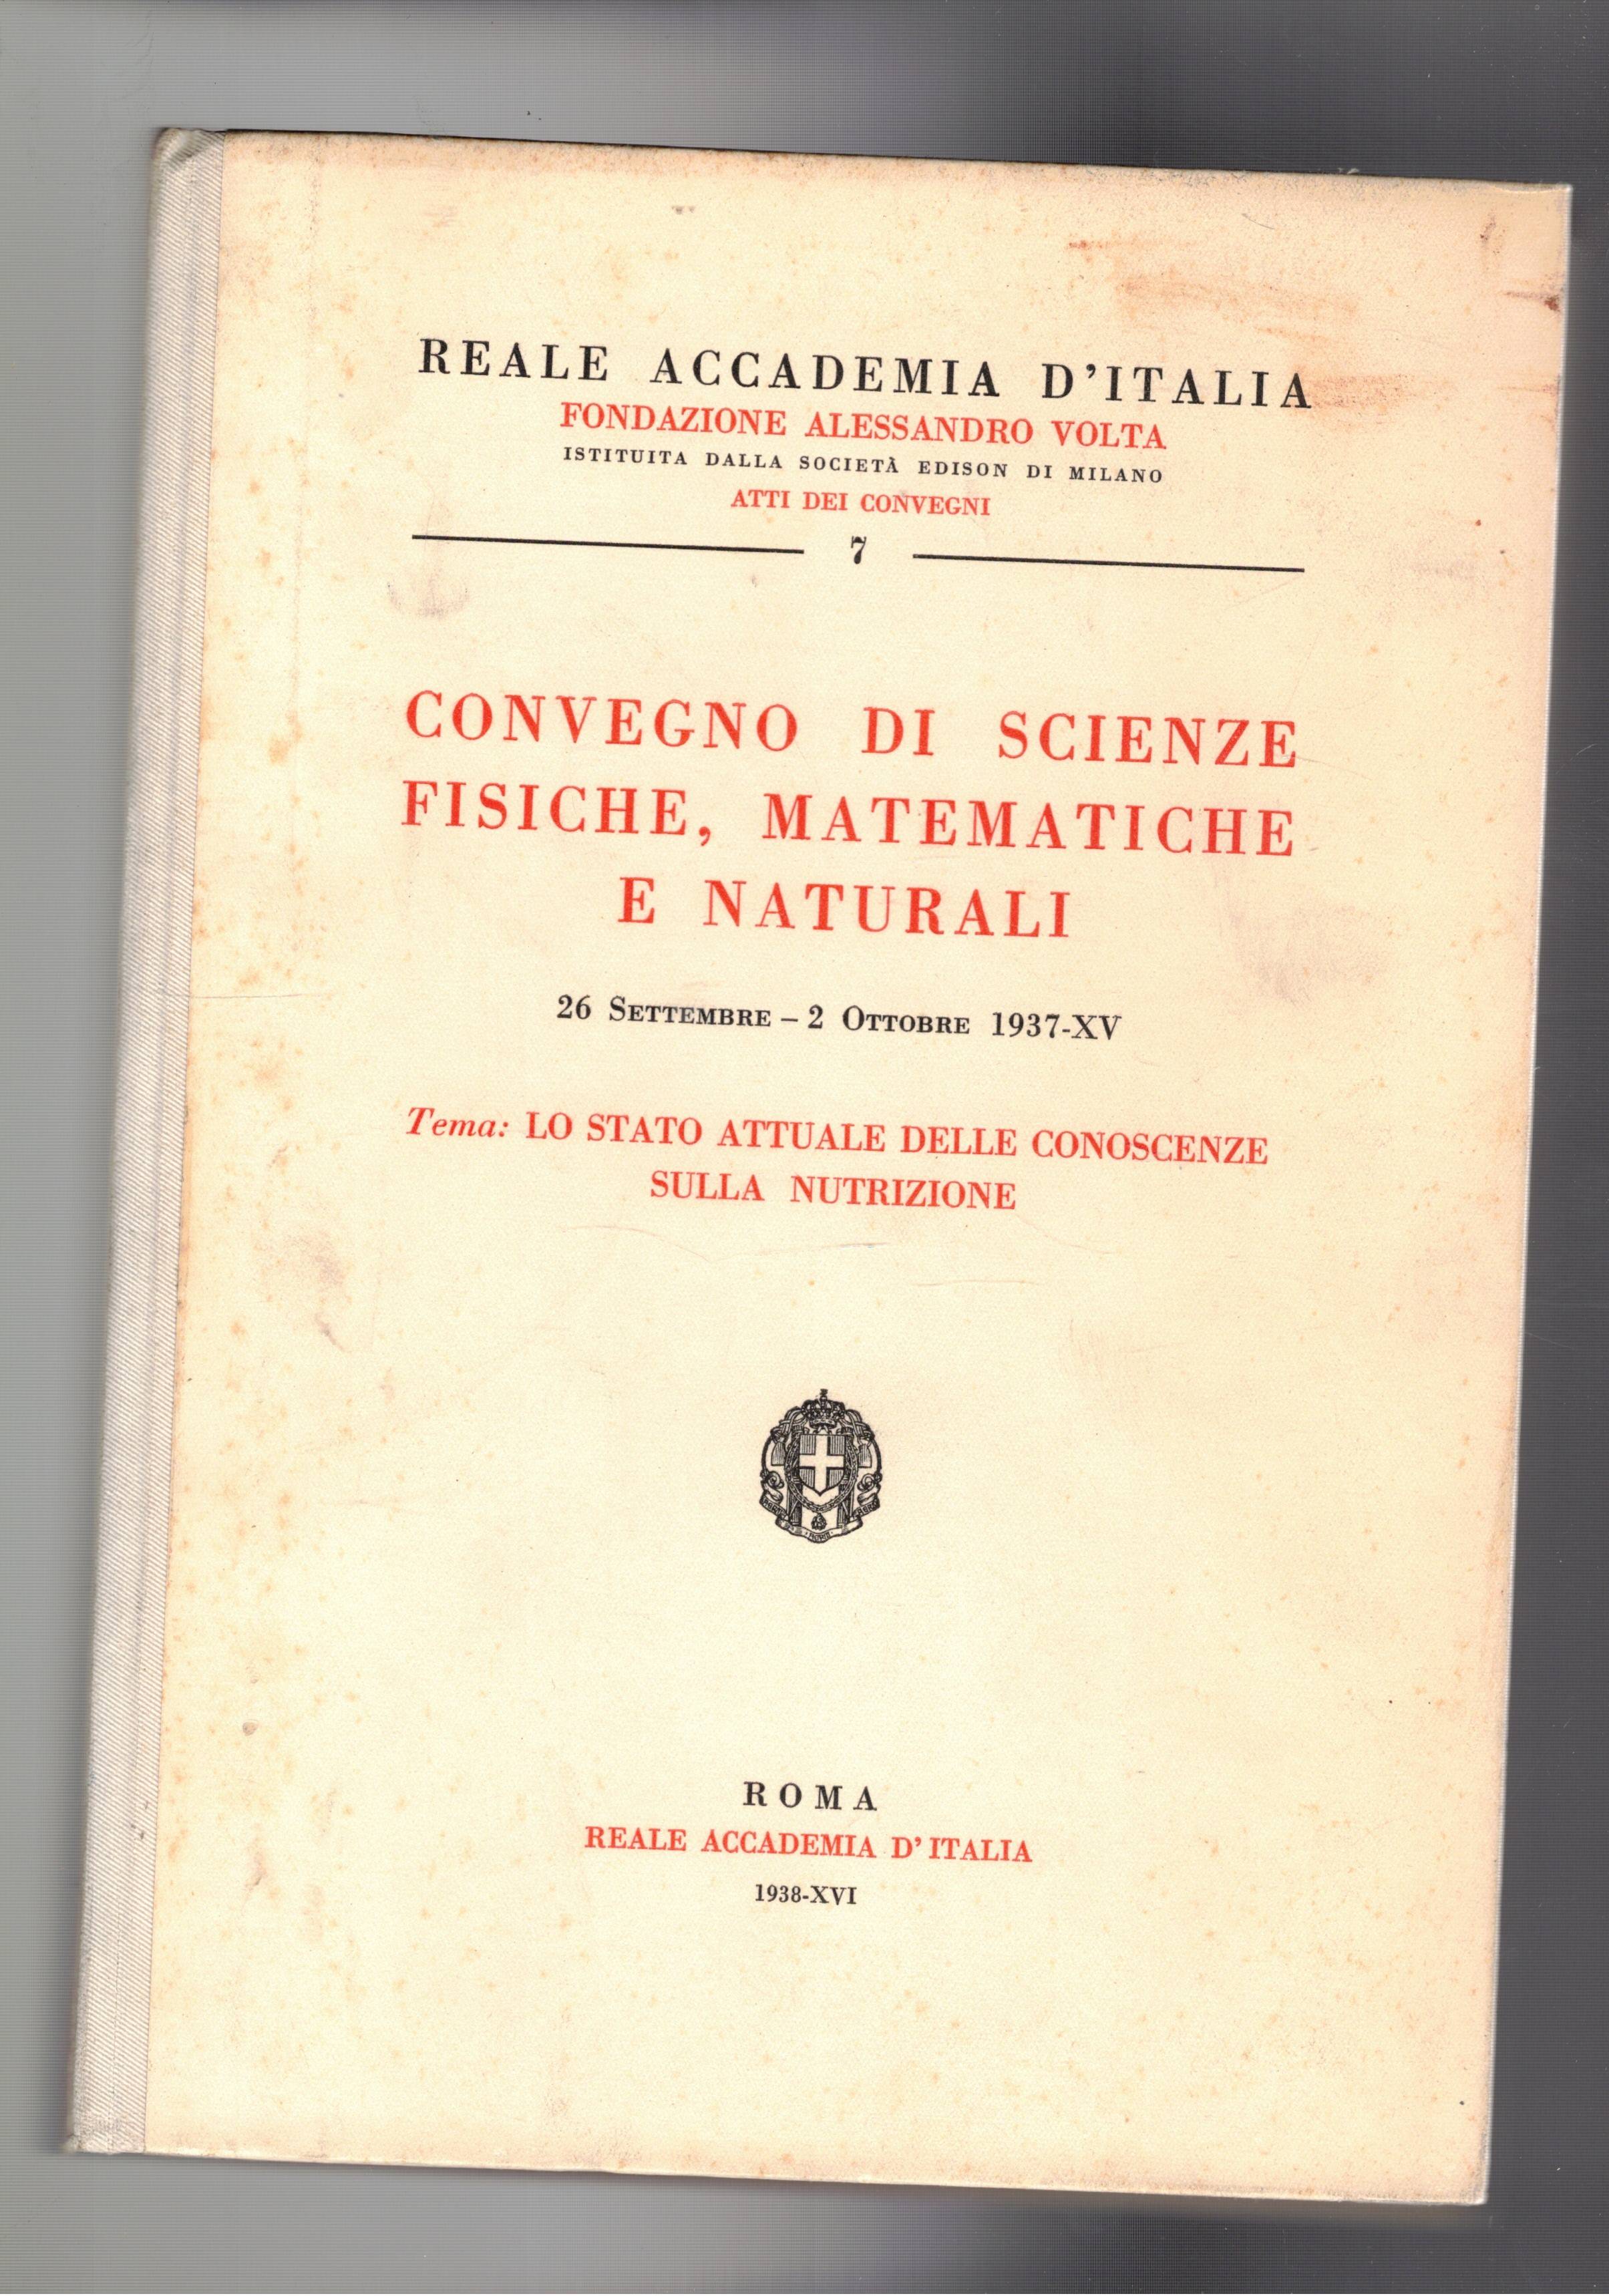 REALE ACCADEMIA D'ITALIA
FONDAZIONE ALESSANDRO VOLTA
ISTITUITA DALLA SOCIETÀ EDISON DI MILANO
ATTI DEI CONVEGNI
7
CONVEGNO DI SCIENZE
FISICHE, MATEMATICHE
E NATURALI
26 SETTEMBRE – 2 OTTOBRE 1937-XV
Tema: LO STATO ATTUALE DELLE CONOSCENZE
SULLA NUTRIZIONE
ROMA
REALE ACCADEMIA D'ITALIA
1938-XVI